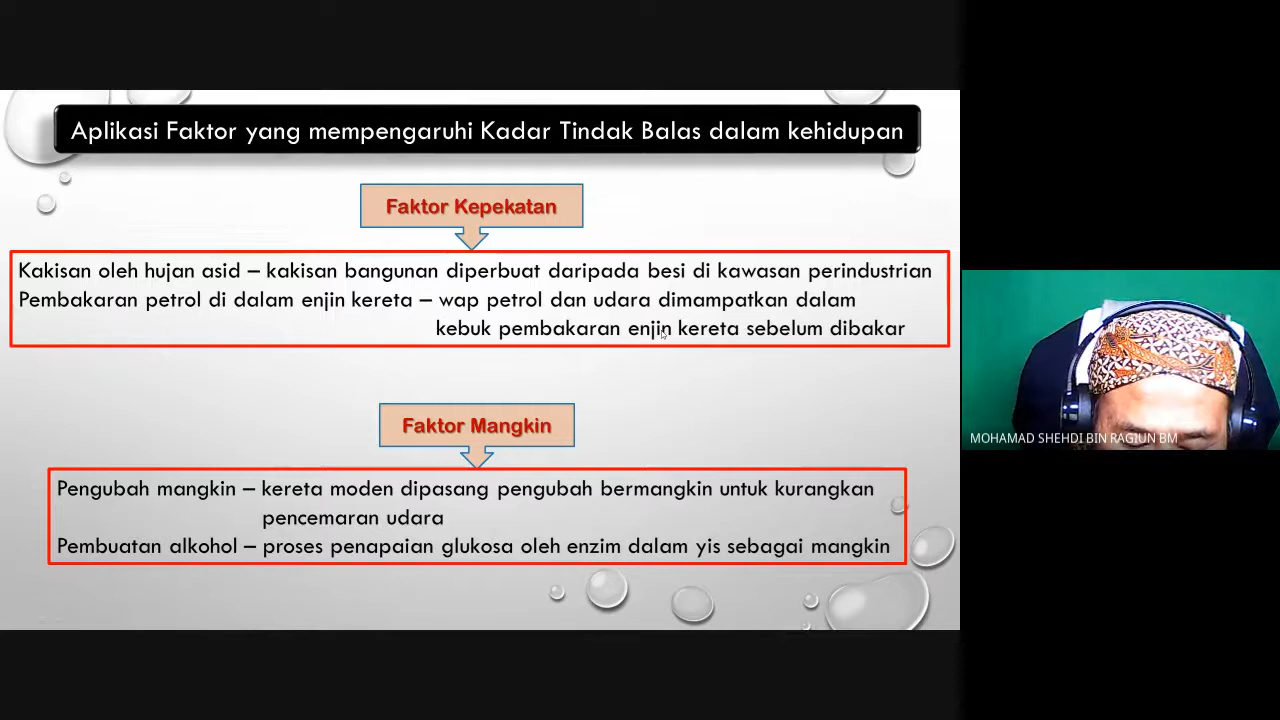 Aplikasi Faktor yang mempengaruhi Kadar Tindak Balas dalam kehidupan
Faktor Kepekatan
Kakisan oleh hujan asid – kakisan bangunan diperbuat daripada besi di kawasan perindustrian
Pembakaran petrol di dalam enjin kereta – wap petrol dan udara dimampatkan dalam
kebuk pembakaran enjin kereta sebelum dibakar
Faktor Mangkin
Pengubah mangkin – kereta moden dipasang pengubah bermangkin untuk kurangkan
pencemaran udara
Pembuatan alkohol – proses penapaian glukosa oleh enzim dalam yis sebagai mangkin
MOHAMAD SHEHDI BIN RAGIUN BM